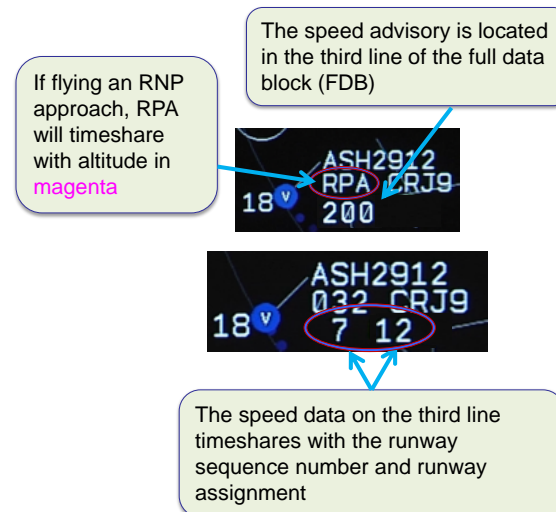 The speed advisory is located
in the third line of the full data
block (FDB)
If flying an RNP
approach, RPA
will timeshare
with altitude in
magenta
ASH2912
RPA CRJ9
18 V
200
ASH2912
032 CRJ9
18 V
7 12
The speed data on the third line
timeshares with the runway
sequence number and runway
assignment